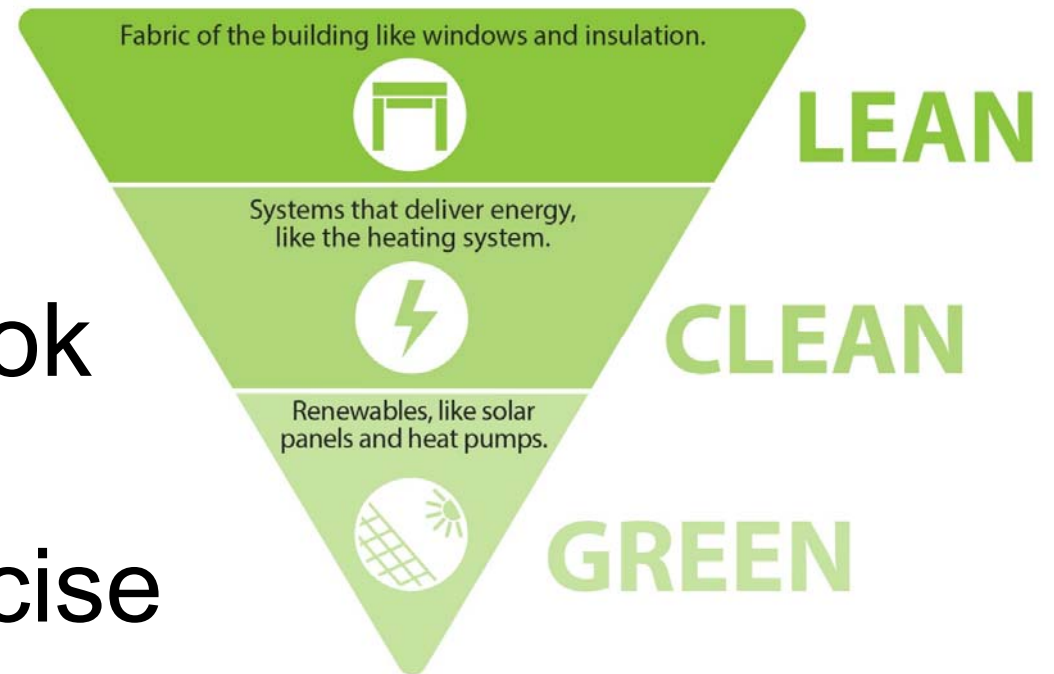 Fabric of the building like windows and insulation.
LEAN
Systems that deliver energy,
like the heating system.
ok
CLEAN
Renewables, like solar
panels and heat pumps.
GREEN
cise